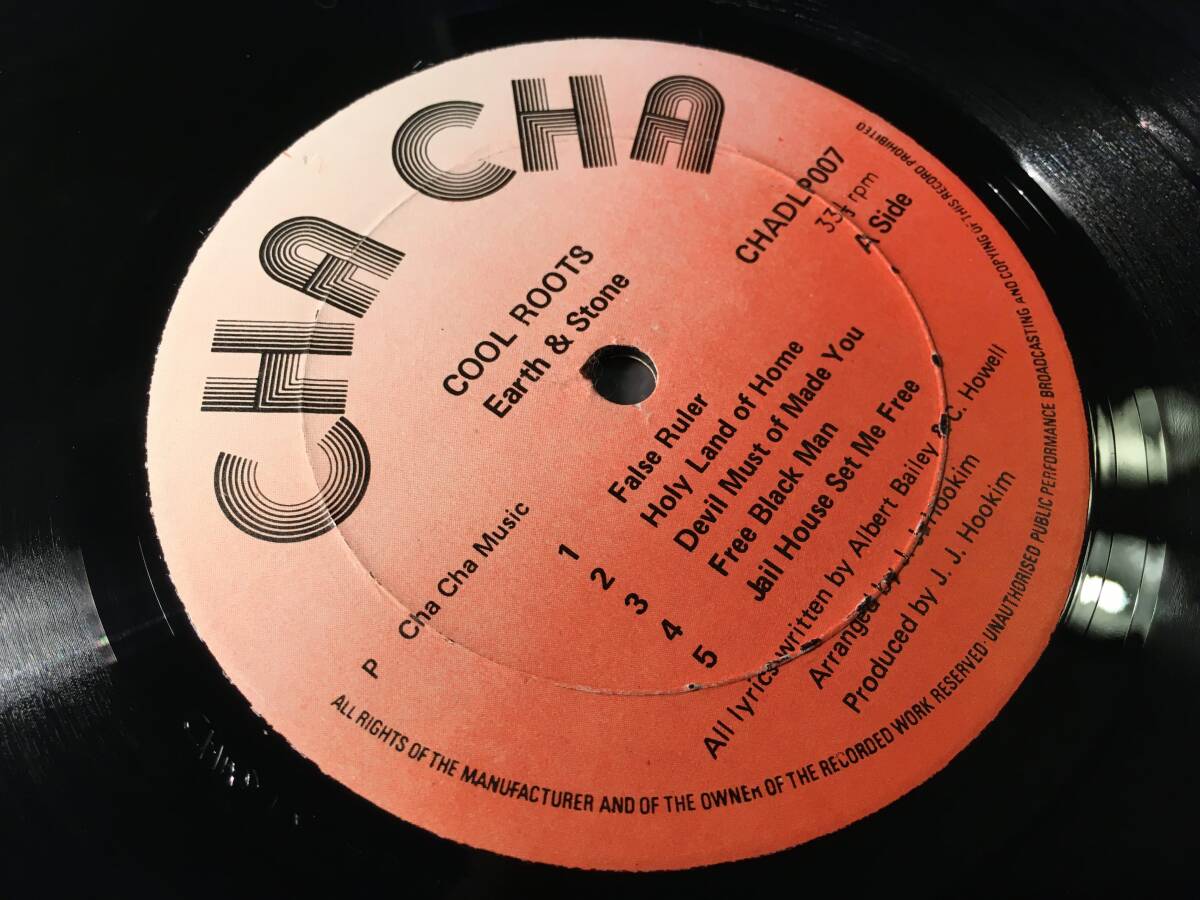 CHA CHA
COOL ROOTS
Earth & Stone
CHADLP007
33⅓ rpm
A Side
P Cha Cha Music
1 False Ruler
2 Holy Land of Home
3 Devil Must of Made You
4 Free Black Man
5 Jail House Set Me Free
All lyrics written by Albert Bailey & C. Howell
Arranged by J. J. Hookim
Produced by J. J. Hookim
ALL RIGHTS OF THE MANUFACTURER AND OF THE OWNER OF THE RECORDED WORK RESERVED · UNAUTHORISED PUBLIC PERFORMANCE BROADCASTING AND COPYING OF THIS RECORD PROHIBITED